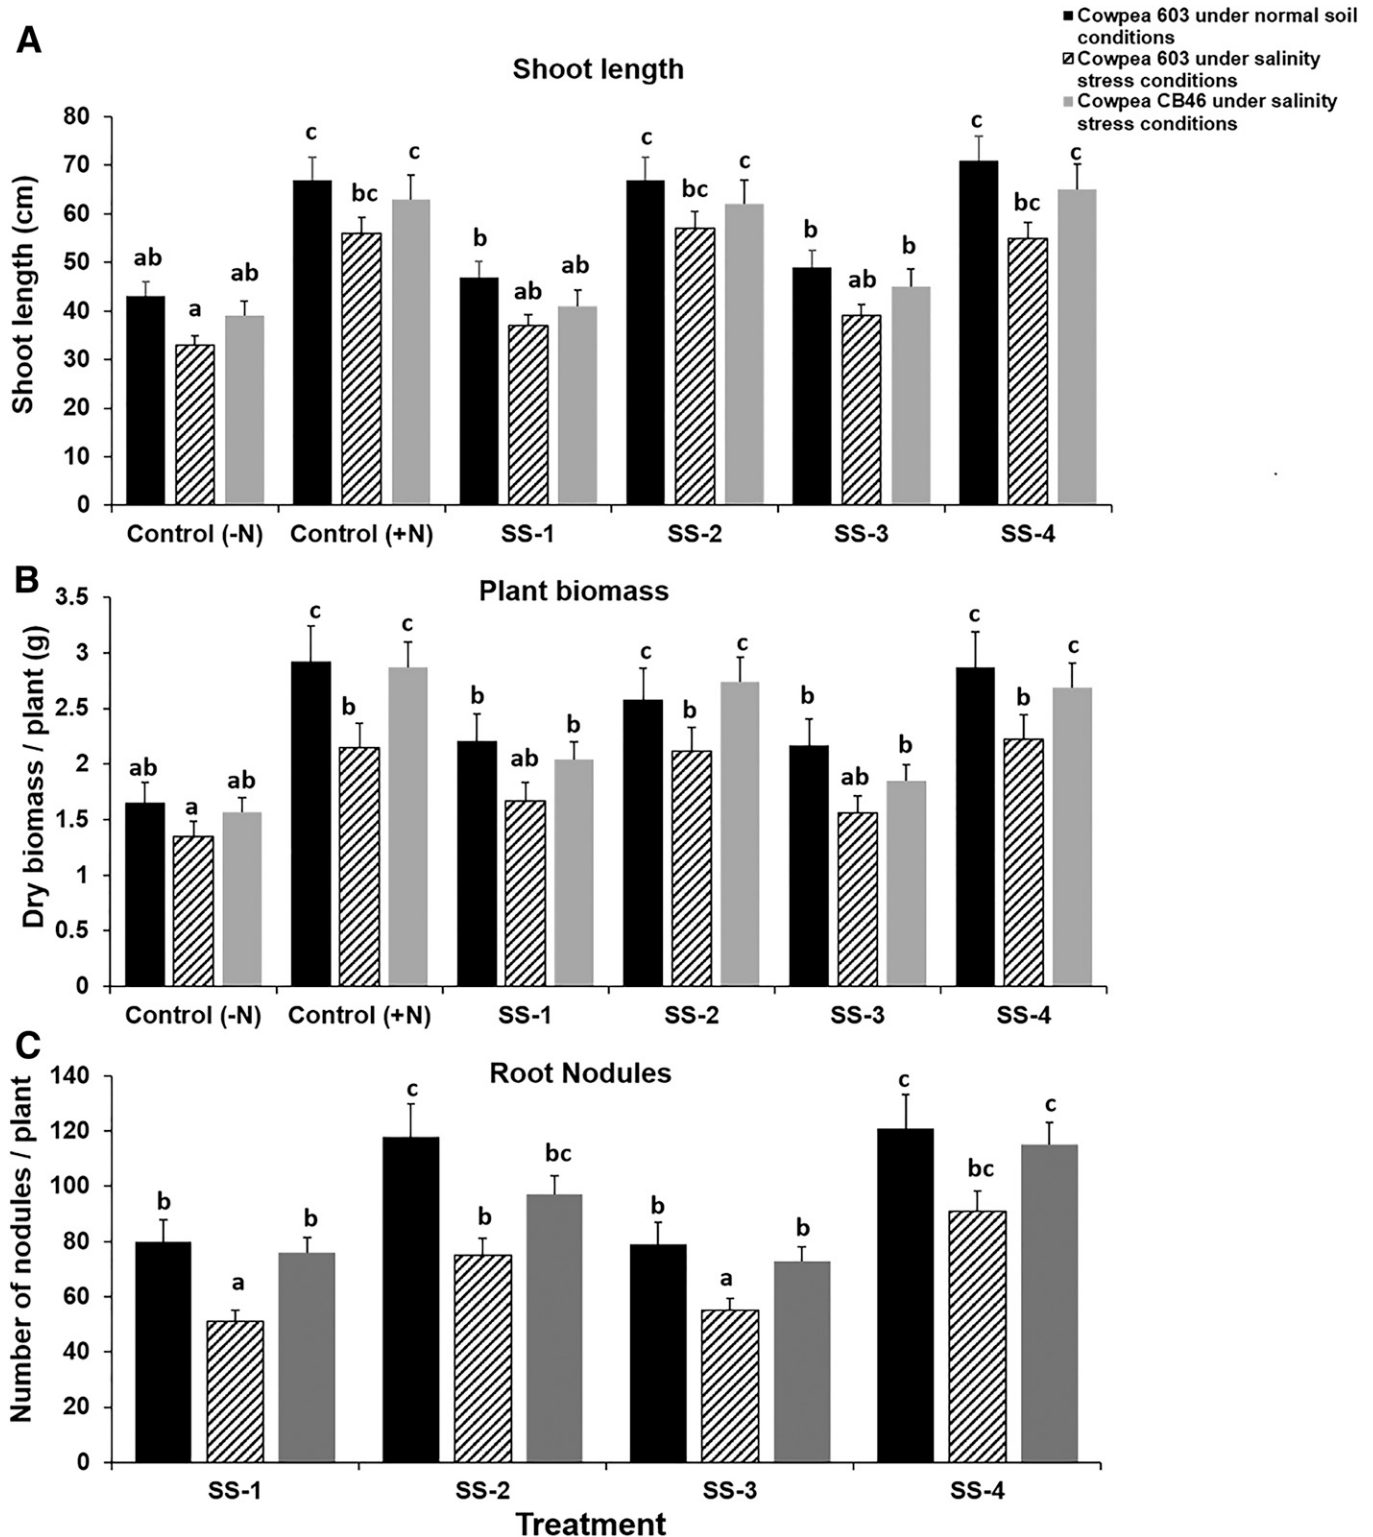 Cowpea 603 under normal soil
conditions
Cowpea 603 under salinity
stress conditions
Cowpea CB46 under salinity
stress conditions
A
Shoot length
Shoot length (cm)
80
70
60
50
40
30
20
10
0
ab a ab
c bc c
b ab ab
c bc c
b ab b
c bc c
Control (-N) Control (+N) SS-1 SS-2 SS-3 SS-4
B
Plant biomass
Dry biomass / plant (g)
3.5
3
2.5
2
1.5
1
0.5
0
ab a ab
c b c
b ab b
c b c
b ab b
c b c
Control (-N) Control (+N) SS-1 SS-2 SS-3 SS-4
C
Root Nodules
Number of nodules / plant
140
120
100
80
60
40
20
0
b a b
c b bc
b a b
c bc c
SS-1 SS-2 SS-3 SS-4
Treatment